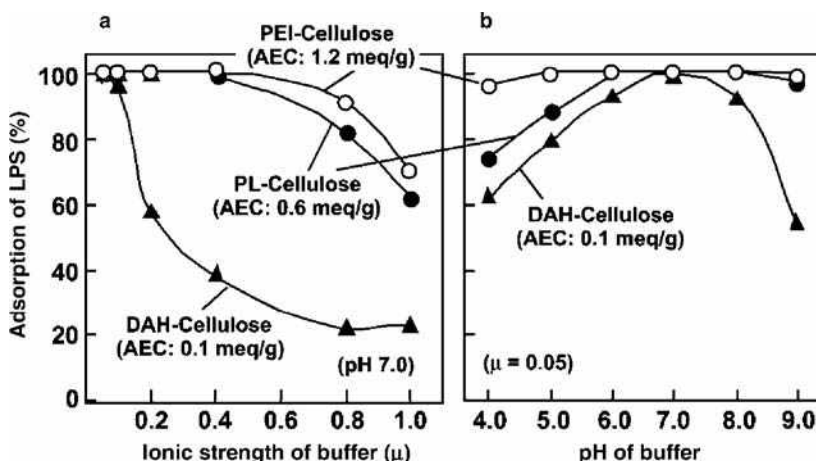 a
b
PEI-Cellulose
(AEC: 1.2 meq/g)
100
80
60
40
20
0
Adsorption of LPS (%)
PL-Cellulose
(AEC: 0.6 meq/g)
DAH-Cellulose
(AEC: 0.1 meq/g)
(pH 7.0)
0.2 0.4 0.6 0.8 1.0
Ionic strength of buffer (μ)
DAH-Cellulose
(AEC: 0.1 meq/g)
(μ = 0.05)
4.0 5.0 6.0 7.0 8.0 9.0
pH of buffer